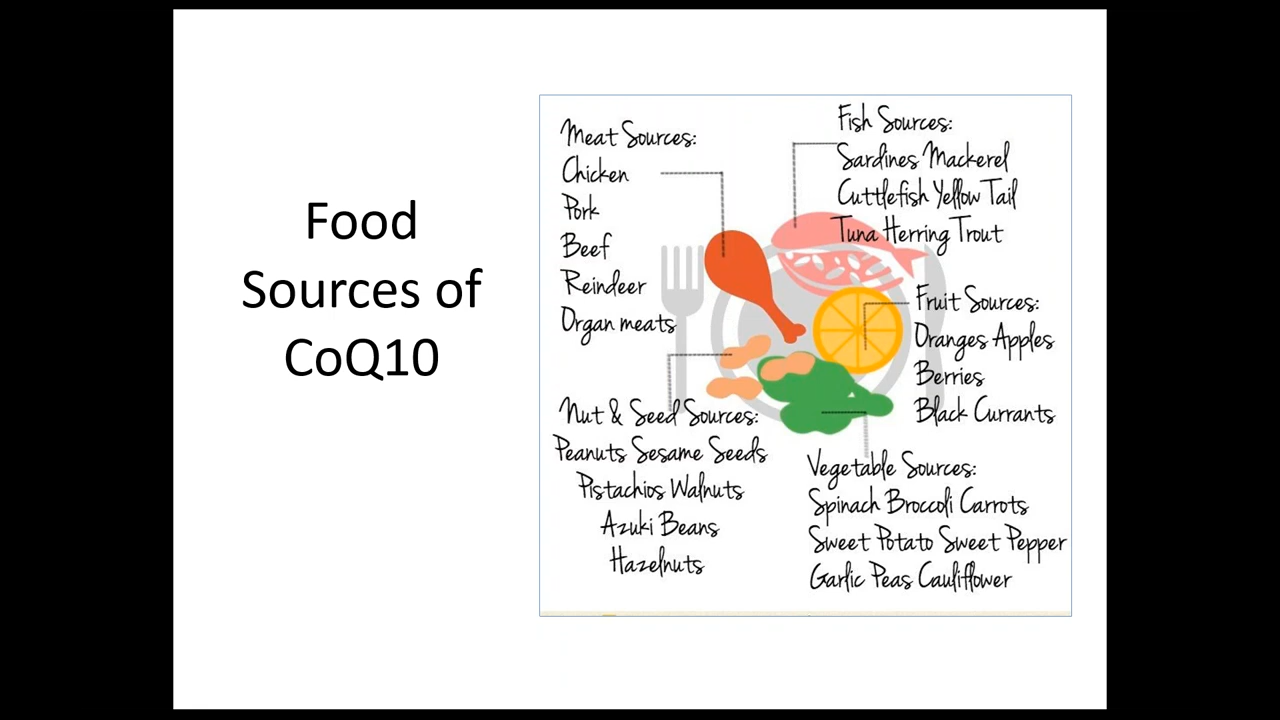 Food
Sources of
CoQ10
Meat Sources:
Chicken
Pork
Beef
Reindeer
Organ meats
Fish Sources:
Sardines Mackerel
Cuttlefish Yellow Tail
Tuna Herring Trout
Fruit Sources:
Oranges Apples
Berries
Black Currants
Nut & Seed Sources:
Peanuts Sesame Seeds
Pistachios Walnuts
Azuki Beans
Hazelnuts
Vegetable Sources:
Spinach Broccoli Carrots
Sweet Potato Sweet Pepper
Garlic Peas Cauliflower